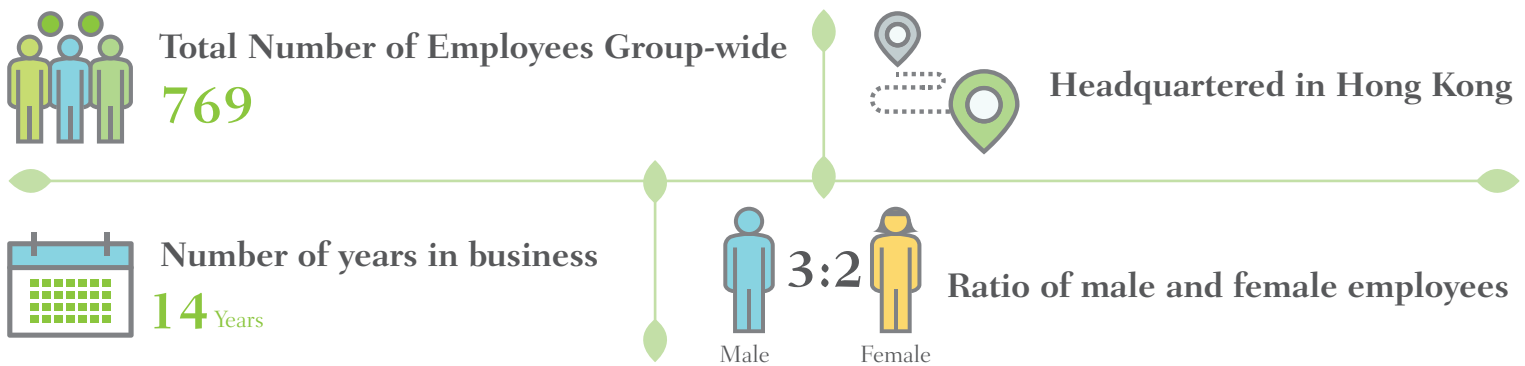 Total Number of Employees Group-wide
769
Headquartered in Hong Kong
Number of years in business
14 Years
3:2
Ratio of male and female employees
Male
Female